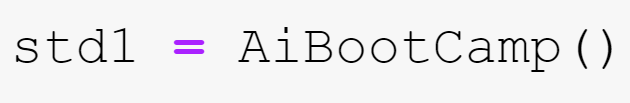 std1 = AiBootCamp()